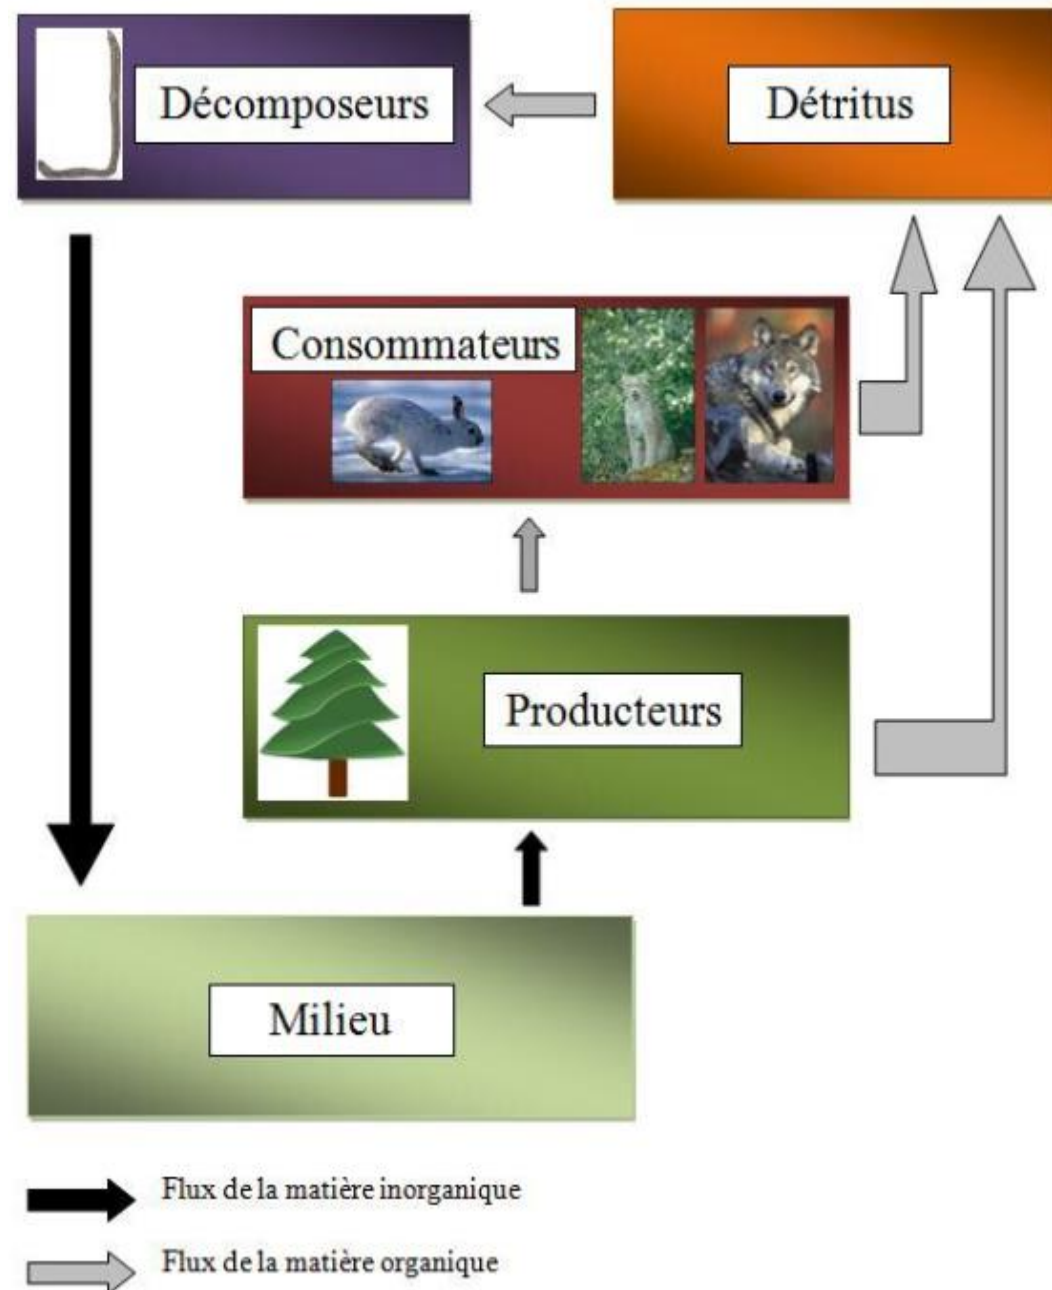 Décomposeurs
Détritus
Consommateurs
Producteurs
Milieu
Flux de la matière inorganique
Flux de la matière organique